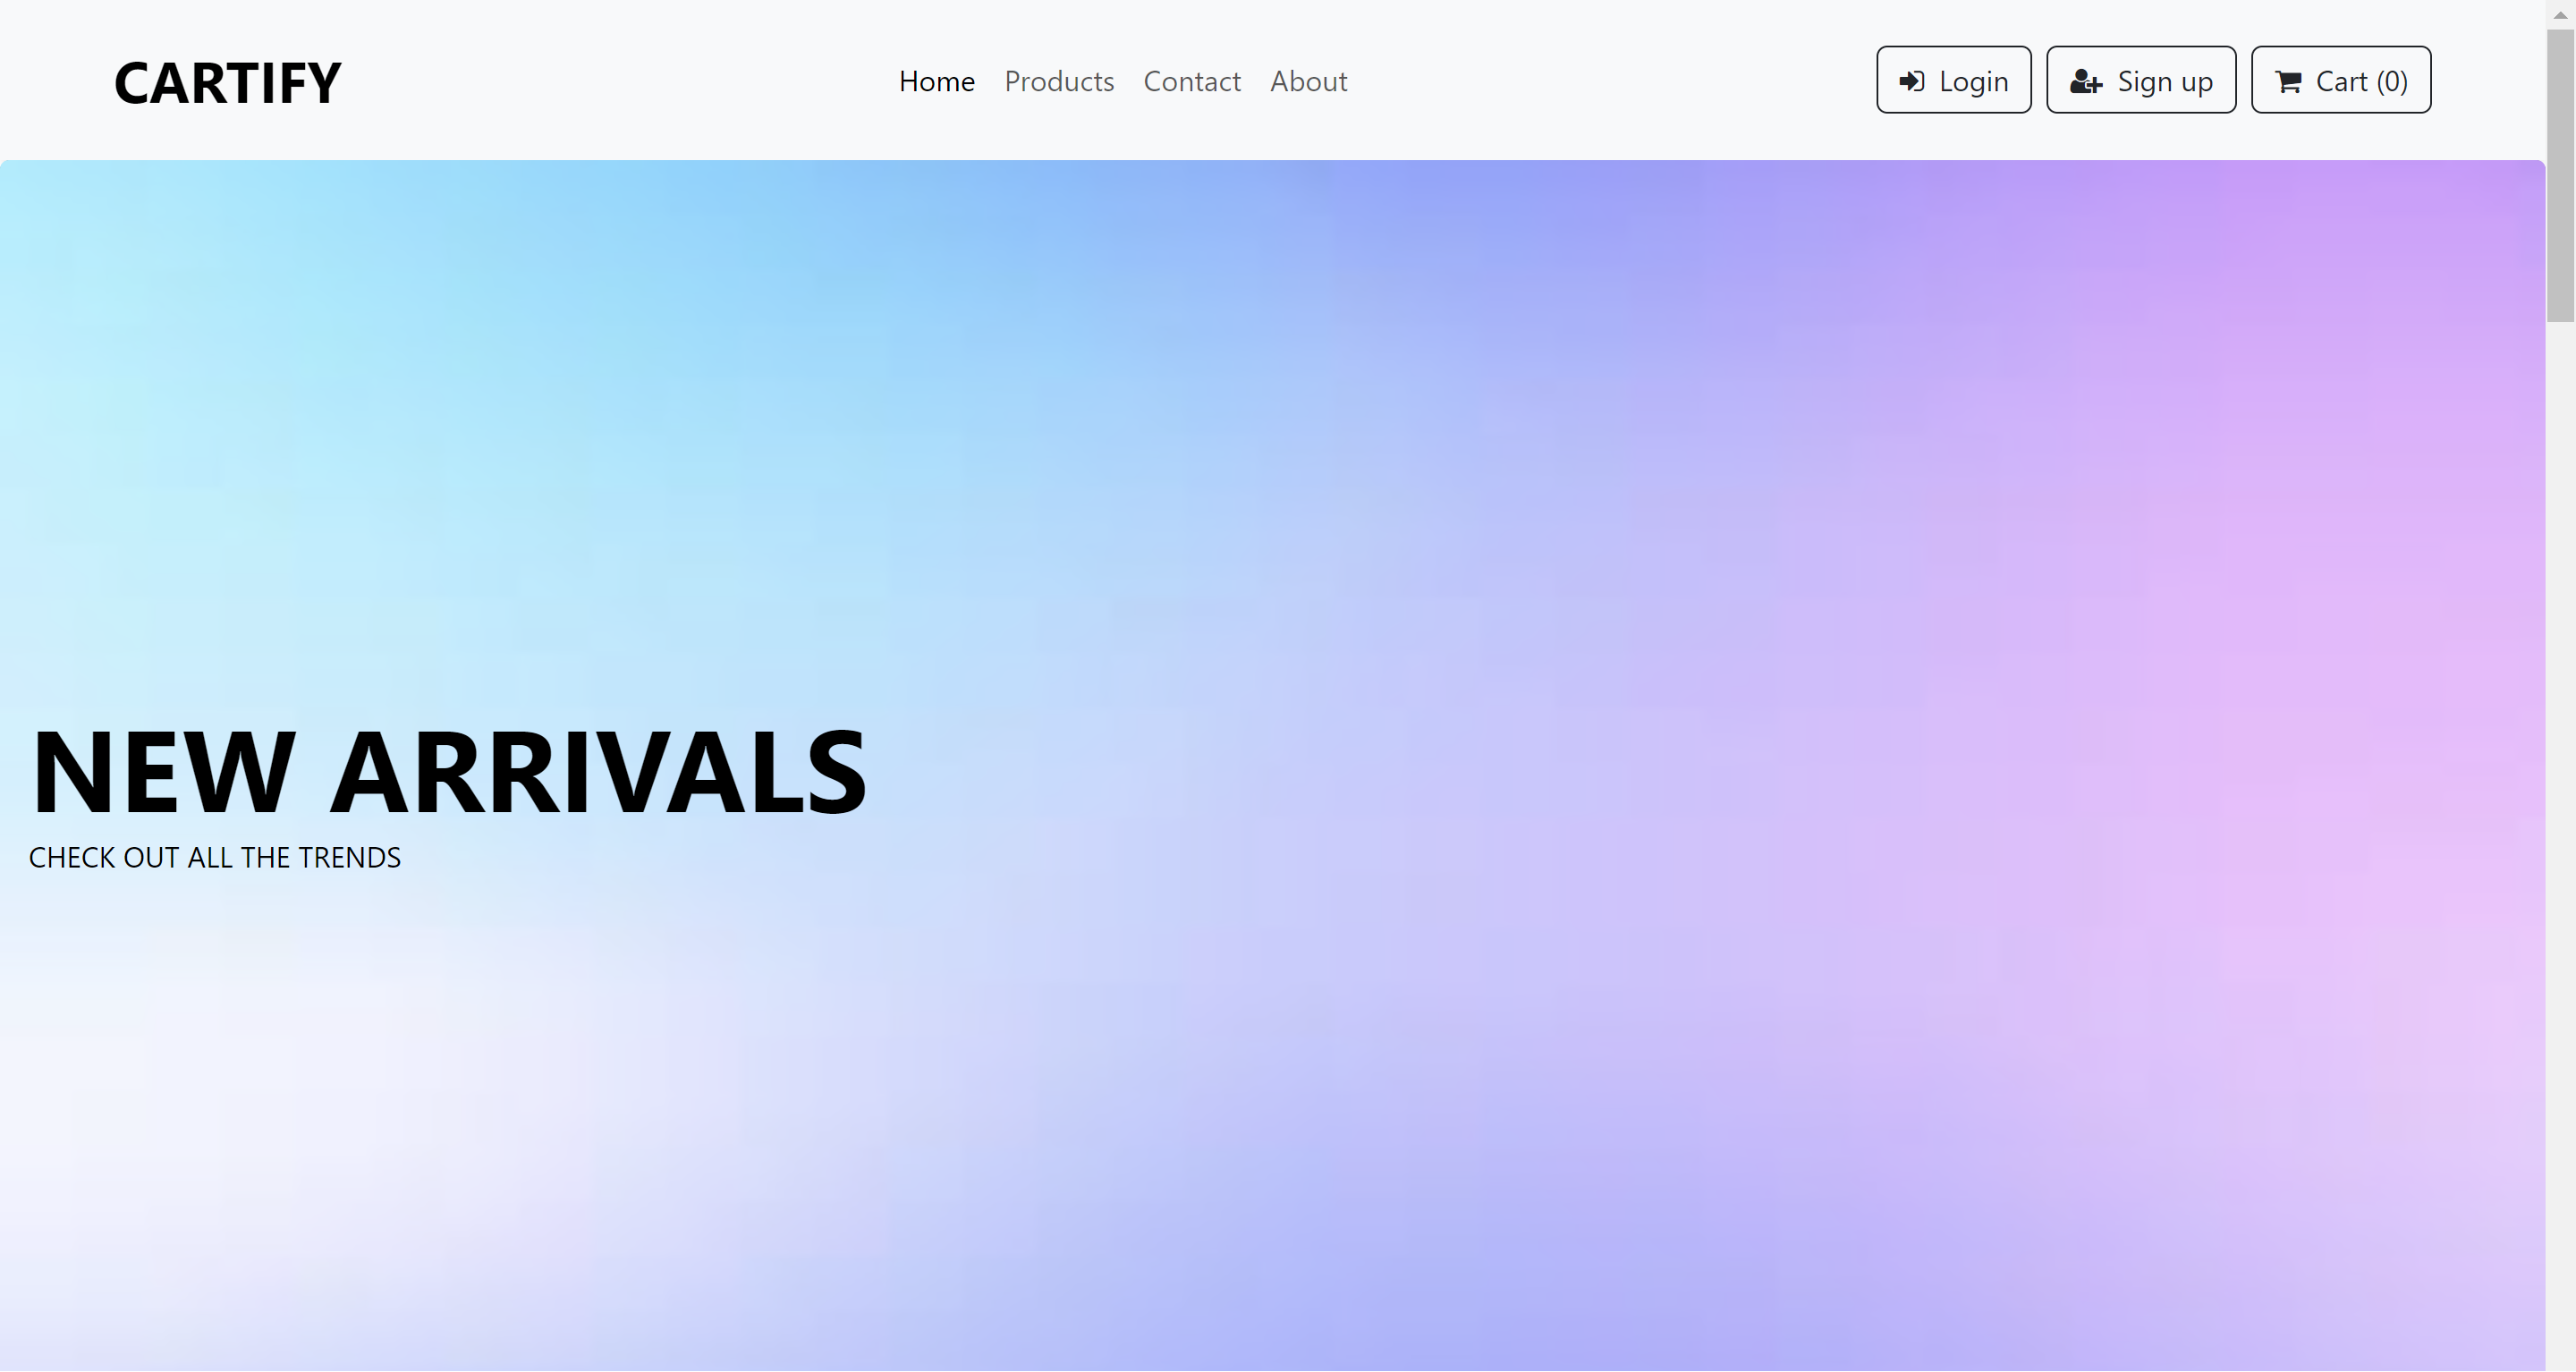 CARTIFY
Home Products Contact About
Login Sign up Cart (0)
NEW ARRIVALS
CHECK OUT ALL THE TRENDS